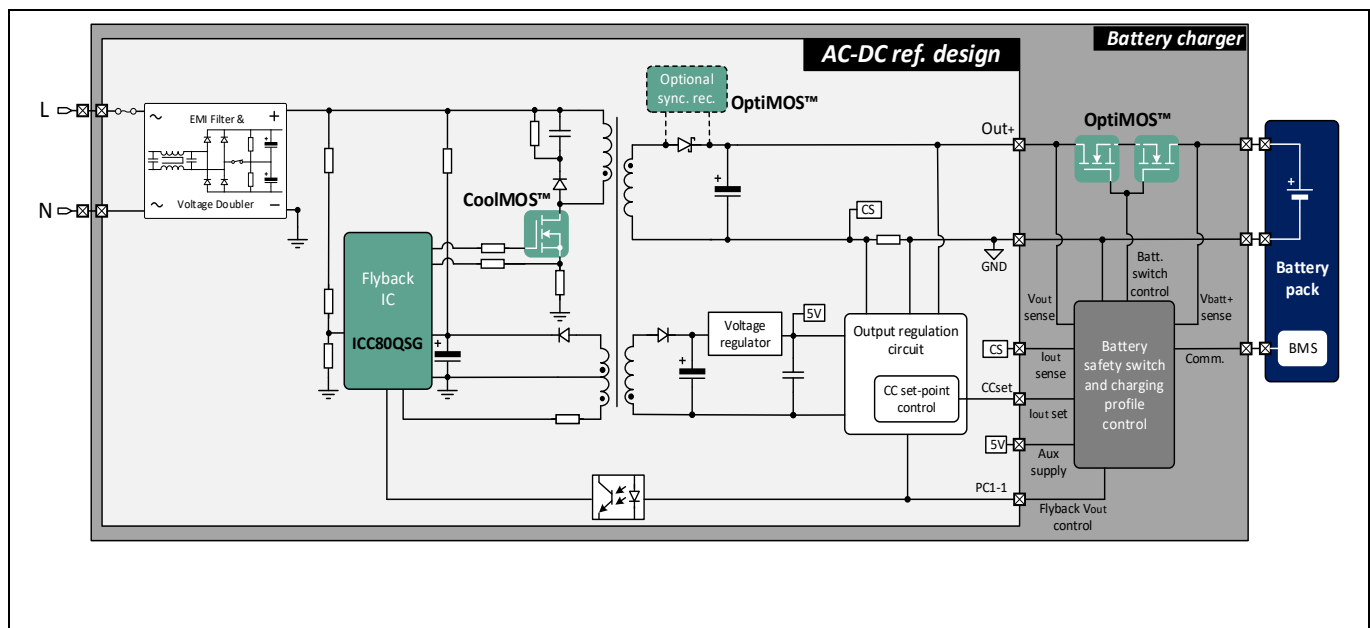 Battery charger
AC-DC ref. design
Optional
sync. rec.
OptiMOS™
L
EMI Filter &
~
+
Out+
OptiMOS™
CoolMOS™
CS
N
~
Voltage Doubler
−
GND
Flyback
IC
ICC80QSG
Batt.
switch
control
Battery
pack
Vout
sense
Vbatt+
sense
Voltage
regulator
5V
Output regulation
circuit
CC set-point
control
CS
Iout
sense
CCset
Iout set
Battery
safety switch
and charging
profile
control
Comm.
BMS
5V
Aux
supply
PC1-1
Flyback Vout
control
+
+
+
+
+
+